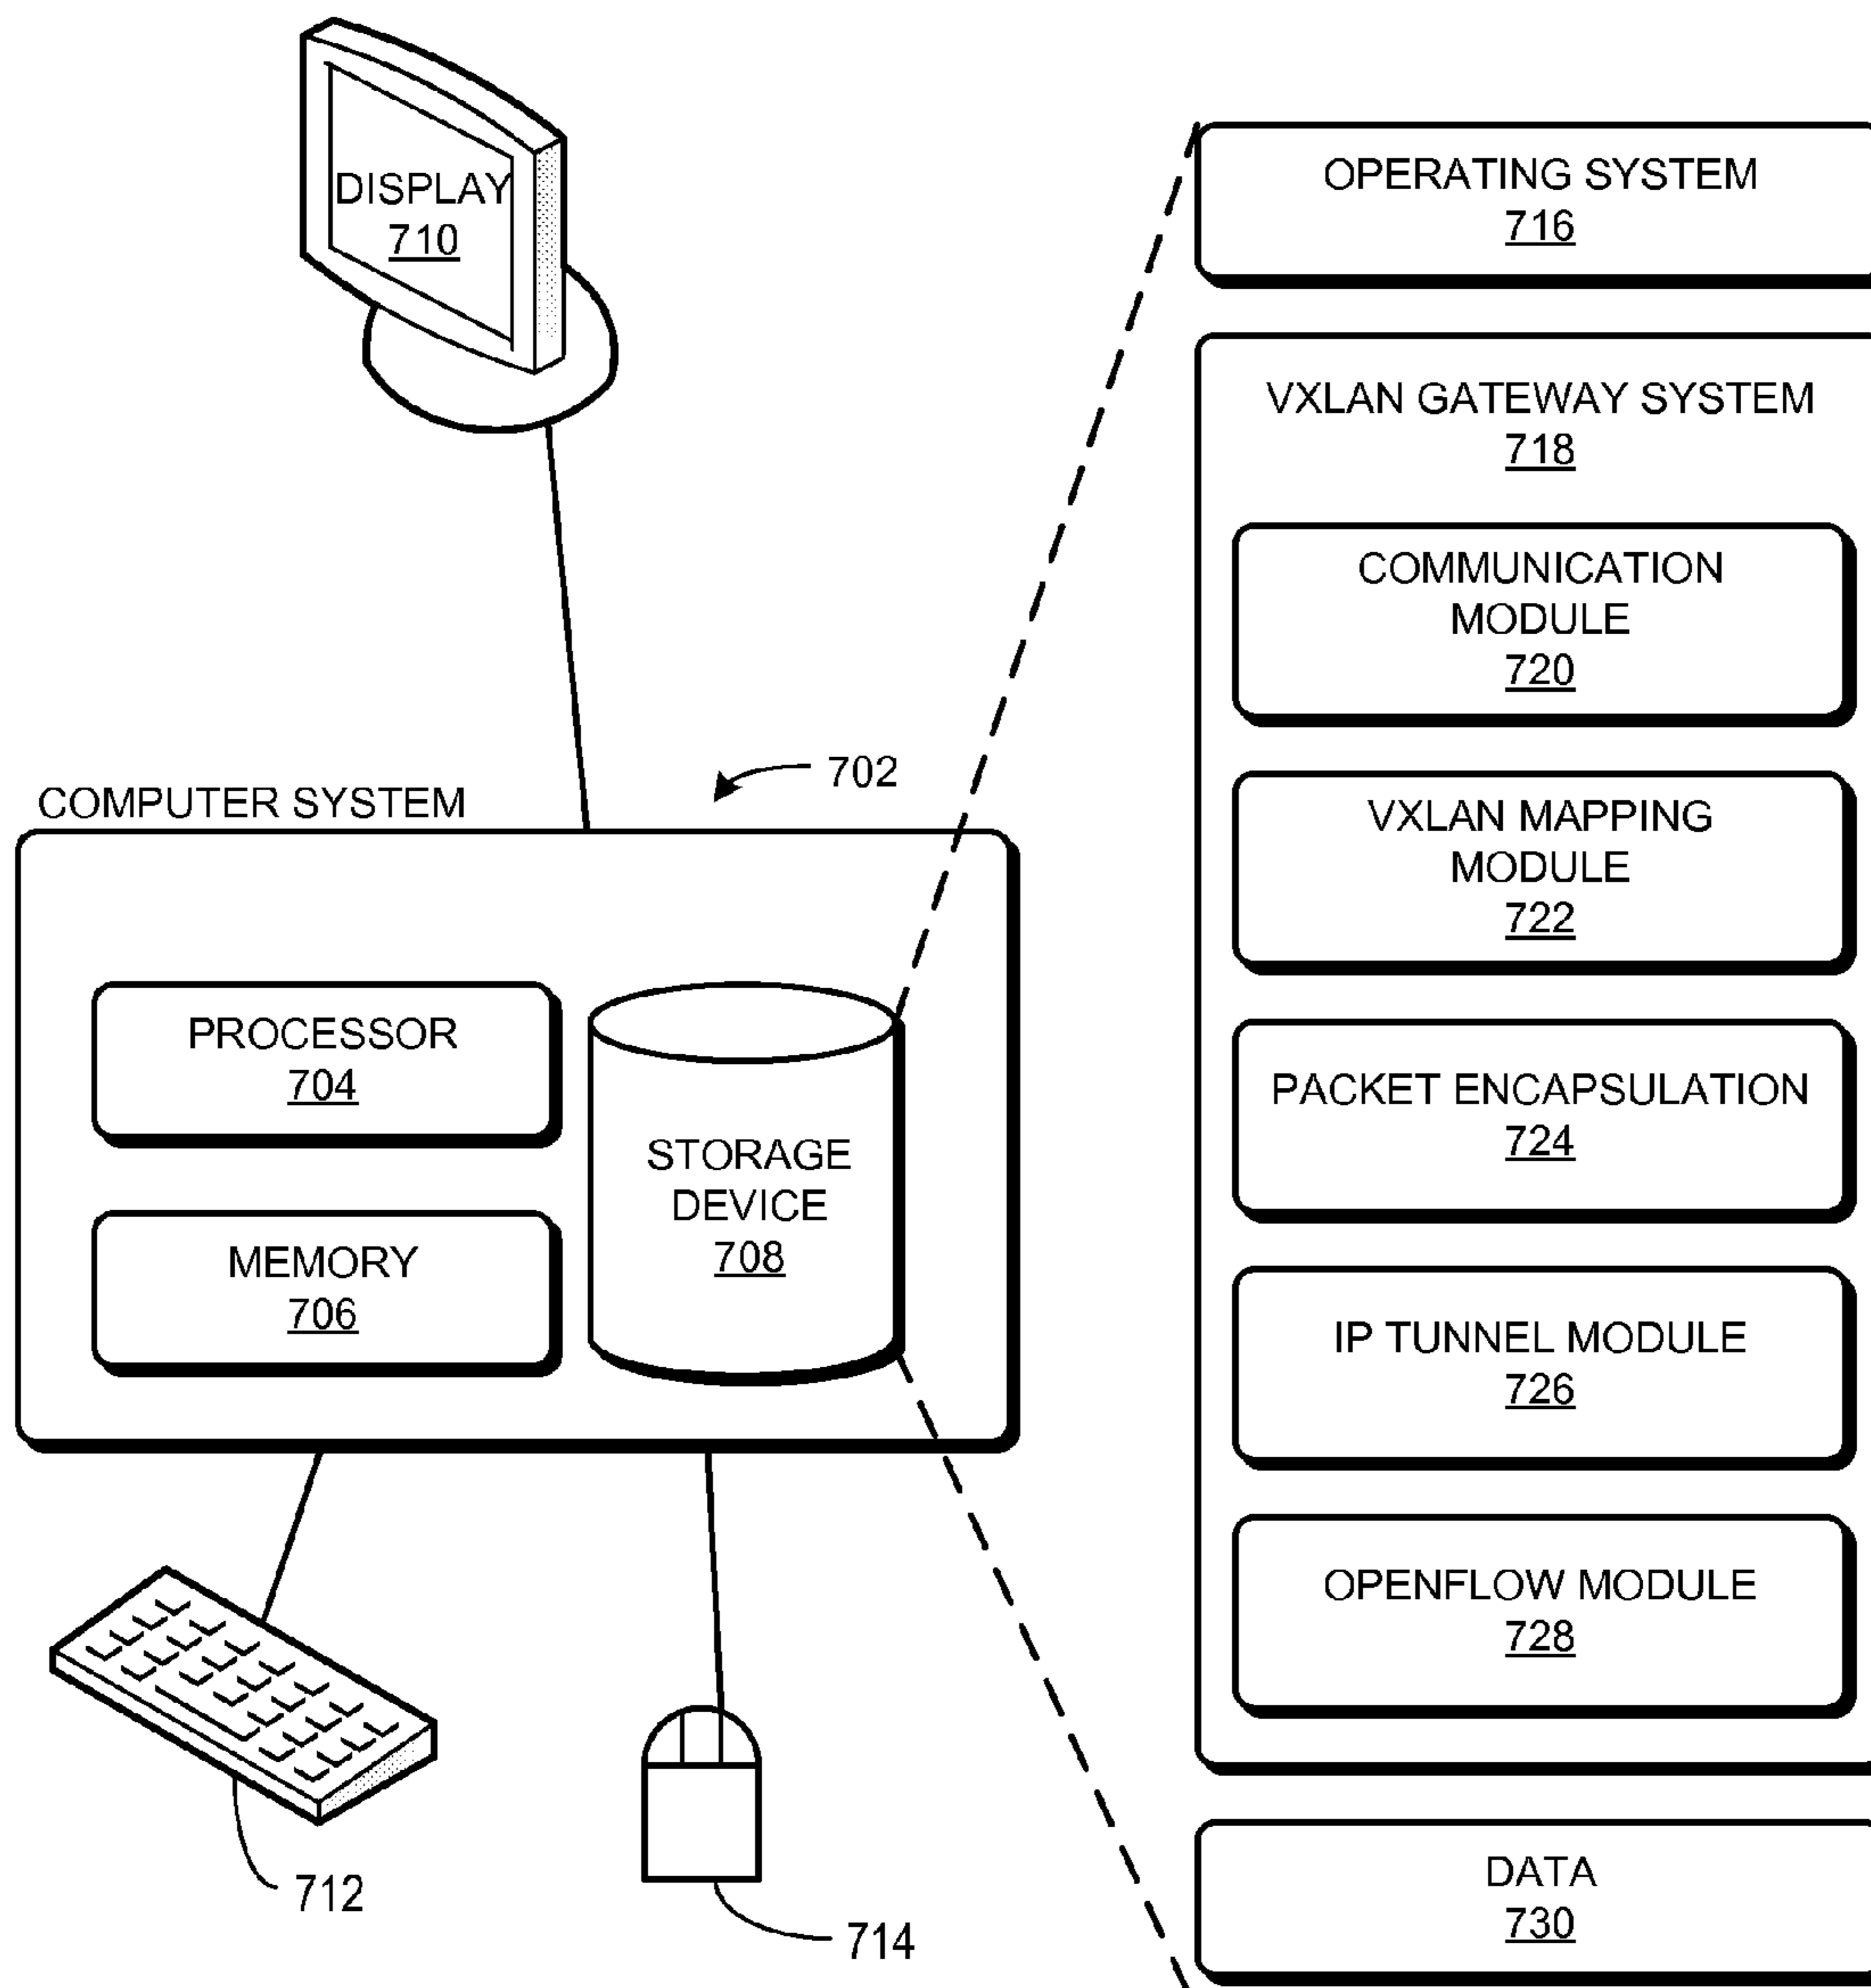 DISPLAY
710
702
COMPUTER SYSTEM
PROCESSOR
704
MEMORY
706
STORAGE
DEVICE
708
712
714
OPERATING SYSTEM
716
VXLAN GATEWAY SYSTEM
718
COMMUNICATION
MODULE
720
VXLAN MAPPING
MODULE
722
PACKET ENCAPSULATION
724
IP TUNNEL MODULE
726
OPENFLOW MODULE
728
DATA
730